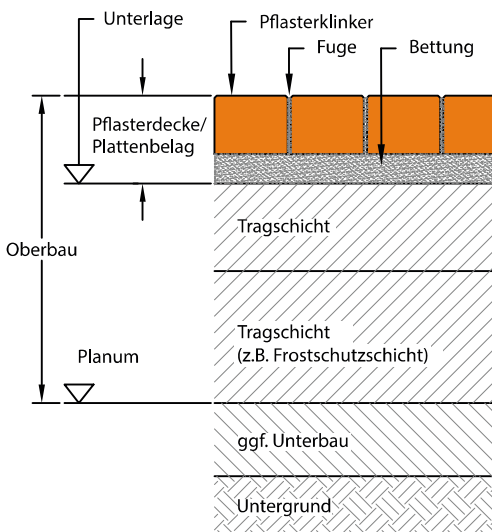 Unterlage
Pflasterklinker
Fuge
Bettung
Pflasterdecke/
Plattenbelag
Oberbau
Tragschicht
Tragschicht
(z.B. Frostschutzschicht)
Planum
ggf. Unterbau
Untergrund